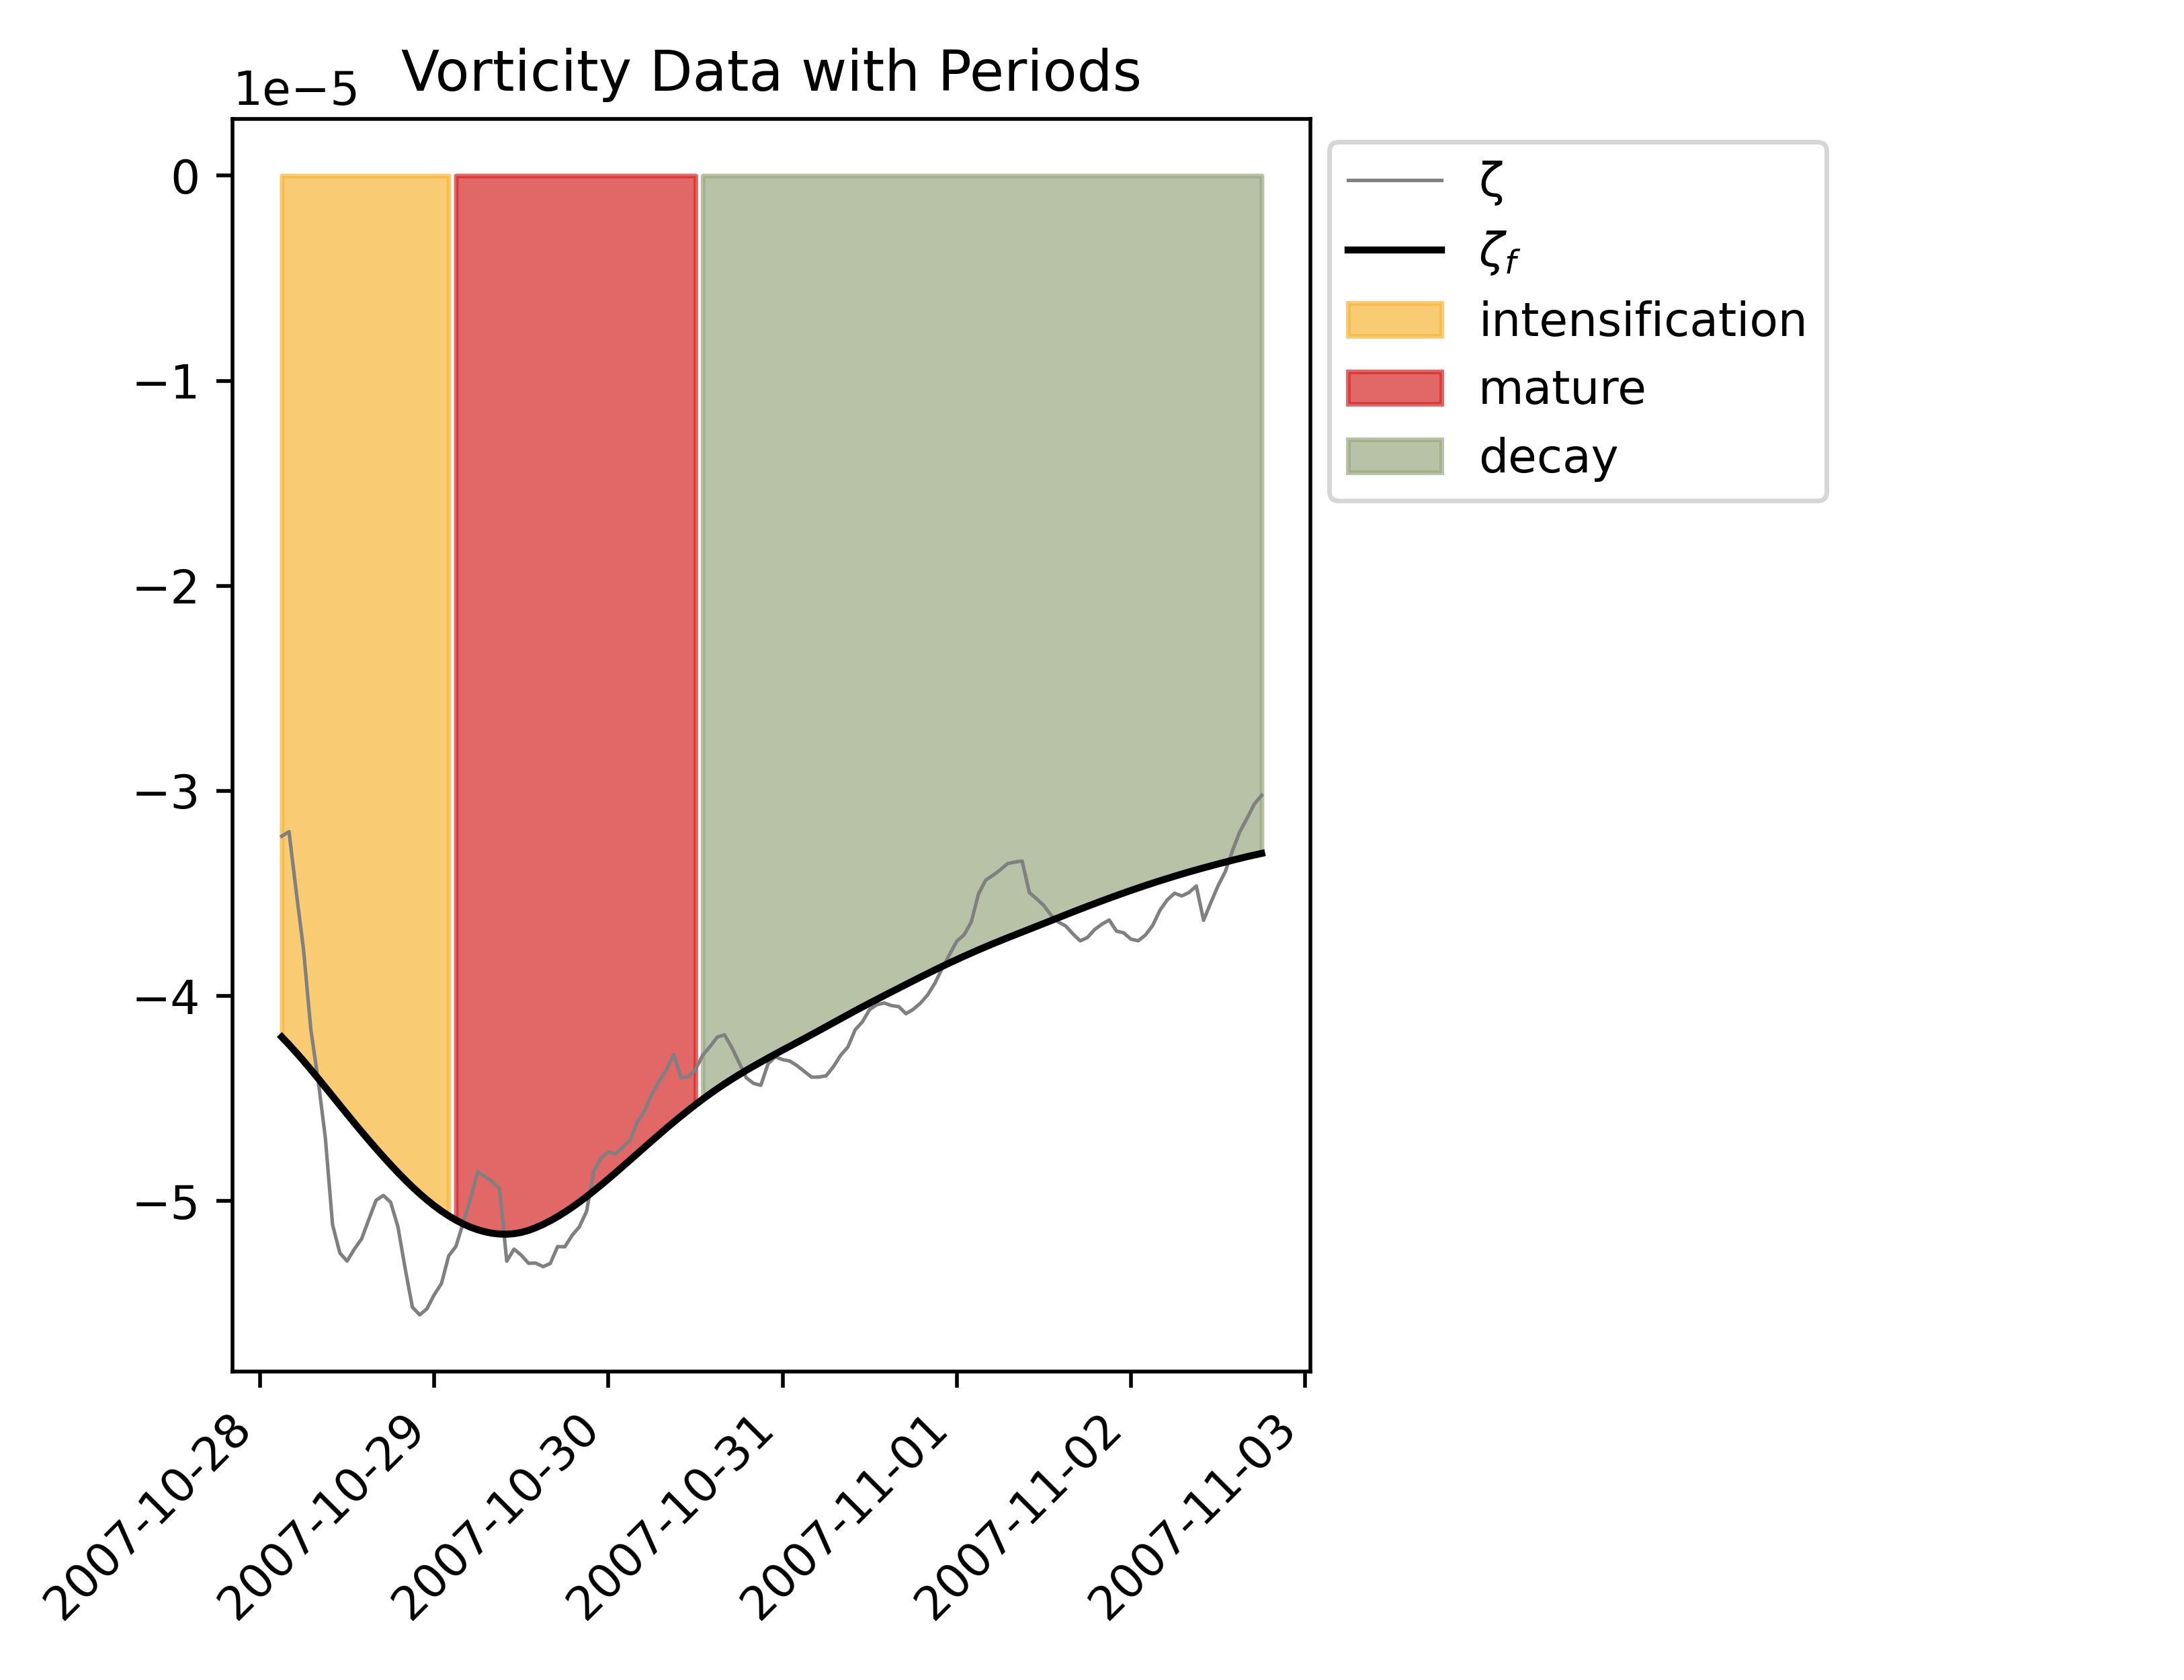 Vorticity Data with Periods
1e−5
0
−1
−2
−3
−4
−5
2007-10-28
2007-10-29
2007-10-30
2007-10-31
2007-11-01
2007-11-02
2007-11-03
ζ
ζf
intensification
mature
decay